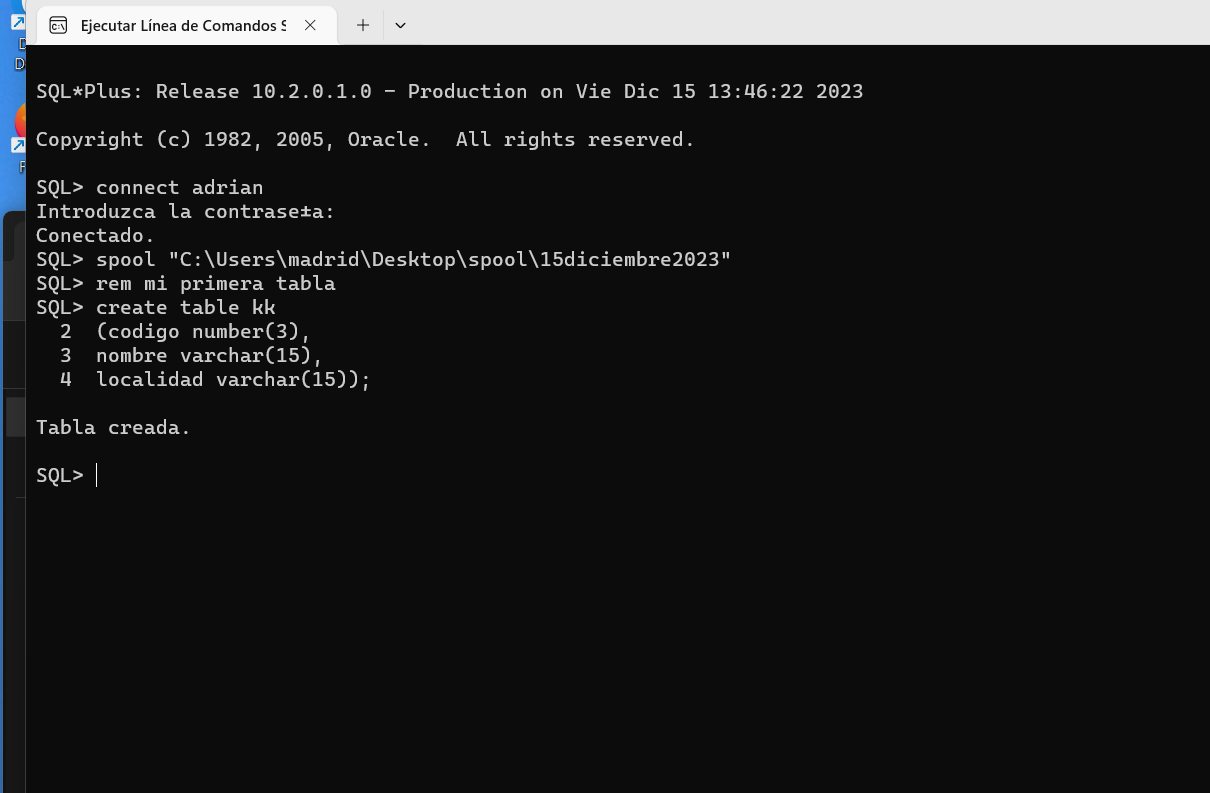 Ejecutar Línea de Comandos S
SQL*Plus: Release 10.2.0.1.0 - Production on Vie Dic 15 13:46:22 2023
Copyright (c) 1982, 2005, Oracle.  All rights reserved.
SQL> connect adrian
Introduzca la contrase±a:
Conectado.
SQL> spool "C:\Users\madrid\Desktop\spool\15diciembre2023"
SQL> rem mi primera tabla
SQL> create table kk
  2  (codigo number(3),
  3  nombre varchar(15),
  4  localidad varchar(15));
Tabla creada.
SQL>